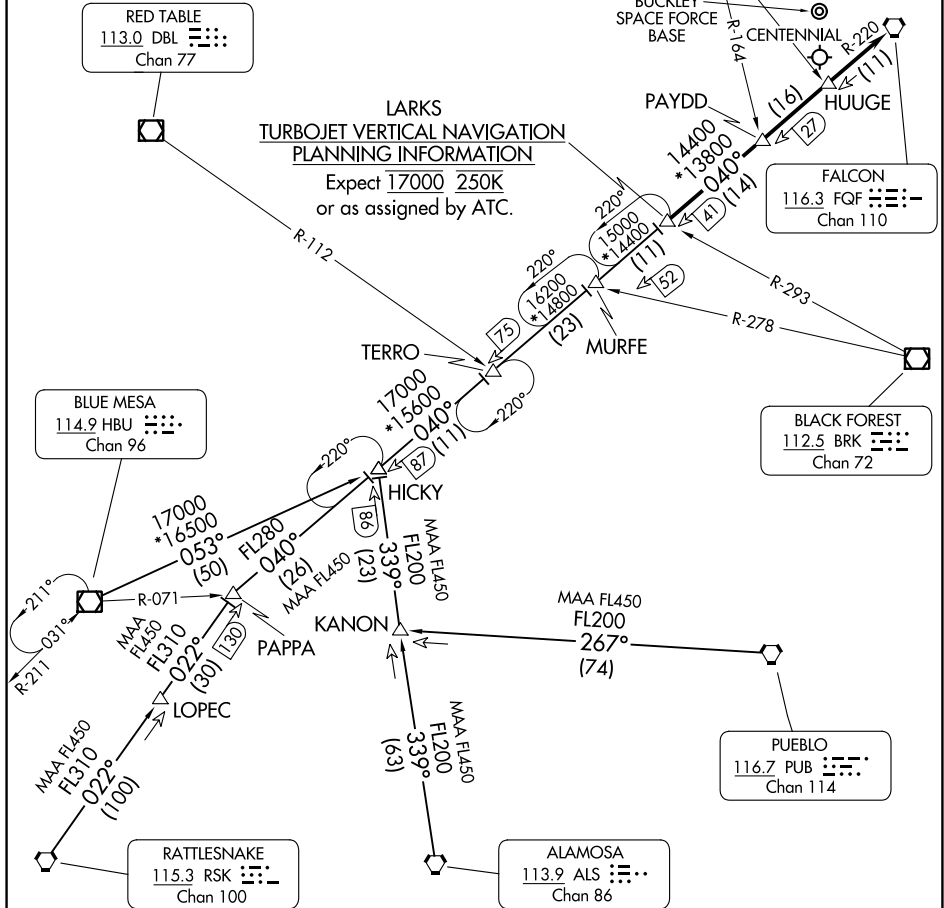 RED TABLE
113.0 DBL
Chan 77
BUCKLEY
SPACE FORCE
BASE
CENTENNIAL
R-164
R-220
(11)
HUUGE
(16)
PAYDD
27
LARKS
TURBOJET VERTICAL NAVIGATION
PLANNING INFORMATION
Expect 17000 250K
or as assigned by ATC.
14400
*13800
040°
(14)
FALCON
116.3 FQF
Chan 110
R-112
220°
15000
*14400
(11)
41
220°
16200
*14800
(23)
52
R-293
R-278
MURFE
75
TERRO
220°
BLACK FOREST
112.5 BRK
Chan 72
BLUE MESA
114.9 HBU
Chan 96
17000
*15600
040°
(11)
220°
87
HICKY
86
17000
*16500
053°
(50)
FL280
040°
(26)
MAA FL450
MAA FL450
FL200
339°
(23)
211°
031°
R-211
R-071
PAPPA
130
KANON
MAA FL450
FL200
267°
(74)
MAA
FL450
FL310
022°
(30)
LOPEC
MAA FL450
FL310
022°
(100)
MAA FL450
FL200
339°
(63)
PUEBLO
116.7 PUB
Chan 114
RATTLESNAKE
115.3 RSK
Chan 100
ALAMOSA
113.9 ALS
Chan 86